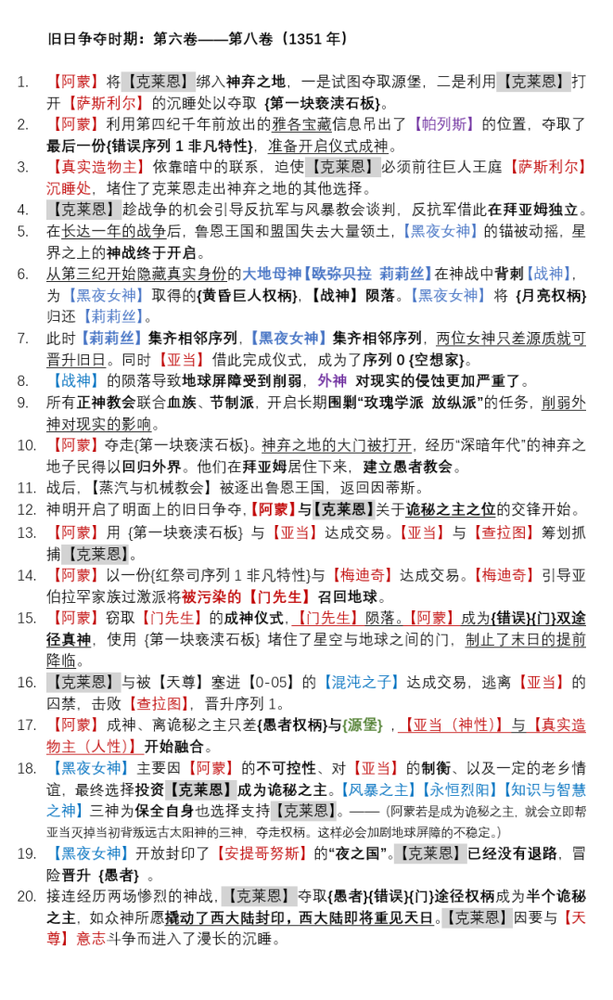 旧日争夺时期：第六卷——第八卷（1351 年）
1. 【阿蒙】将【克莱恩】绑入神弃之地，一是试图夺取源堡，二是利用【克莱恩】打
开【萨斯利尔】的沉睡处以夺取 {第一块亵渎石板}。
2. 【阿蒙】利用第四纪千年前放出的雅各宝藏信息吊出了【帕列斯】的位置，夺取了
最后一份{错误序列 1 非凡特性}，准备开启仪式成神。
3. 【真实造物主】依靠暗中的联系，迫使【克莱恩】必须前往巨人王庭【萨斯利尔】
沉睡处，堵住了克莱恩走出神弃之地的其他选择。
4. 【克莱恩】趁战争的机会引导反抗军与风暴教会谈判，反抗军借此在拜亚姆独立。
5. 在长达一年的战争后，鲁恩王国和盟国失去大量领土，【黑夜女神】的锚被动摇，星
界之上的神战终于开启。
6. 从第三纪开始隐藏真实身份的大地母神【欧弥贝拉 莉莉丝】在神战中背刺【战神】，
为【黑夜女神】取得的{黄昏巨人权柄}，【战神】陨落。【黑夜女神】将 {月亮权柄}
归还【莉莉丝】。
7. 此时【莉莉丝】集齐相邻序列，【黑夜女神】集齐相邻序列，两位女神只差源质就可
晋升旧日。同时【亚当】借此完成仪式，成为了序列 0 {空想家}。
8. 【战神】的陨落导致地球屏障受到削弱，外神 对现实的侵蚀更加严重了。
9. 所有正神教会联合血族、节制派，开启长期围剿“玫瑰学派 放纵派”的任务，削弱外
神对现实的影响。
10. 【阿蒙】夺走{第一块亵渎石板}。神弃之地的大门被打开，经历“深暗年代”的神弃之
地子民得以回归外界。他们在拜亚姆居住下来，建立愚者教会。
11. 战后，【蒸汽与机械教会】被逐出鲁恩王国，返回因蒂斯。
12. 神明开启了明面上的旧日争夺，【阿蒙】与【克莱恩】关于诡秘之主之位的交锋开始。
13. 【阿蒙】用 {第一块亵渎石板} 与【亚当】达成交易。【亚当】与【查拉图】筹划抓
捕【克莱恩】。
14. 【阿蒙】以一份{红祭司序列 1 非凡特性}与【梅迪奇】达成交易。【梅迪奇】引导亚
伯拉罕家族过激派将被污染的【门先生】召回地球。
15. 【阿蒙】窃取【门先生】的成神仪式，【门先生】陨落。【阿蒙】成为{错误}{门}双途
径真神，使用 {第一块亵渎石板} 堵住了星空与地球之间的门，制止了末日的提前
降临。
16. 【克莱恩】与被【天尊】塞进【0-05】的【混沌之子】达成交易，逃离【亚当】的
囚禁，击败【查拉图】，晋升序列 1。
17. 【阿蒙】成神、离诡秘之主只差{愚者权柄}与{源堡} ，【亚当（神性）】与【真实造
物主（人性）】开始融合。
18. 【黑夜女神】主要因【阿蒙】的不可控性、对【亚当】的制衡、以及一定的老乡情
谊，最终选择投资【克莱恩】成为诡秘之主。【风暴之主】【永恒烈阳】【知识与智慧
之神】三神为保全自身也选择支持【克莱恩】。——（阿蒙若是成为诡秘之主，就会立即帮
亚当灭掉当初背叛远古太阳神的三神，夺走权柄。这样必会加剧地球屏障的不稳定。）
19. 【黑夜女神】开放封印了【安提哥努斯】的“夜之国”。【克莱恩】已经没有退路，冒
险晋升 {愚者} 。
20. 接连经历两场惨烈的神战，【克莱恩】夺取{愚者}{错误}{门}途径权柄成为半个诡秘
之主，如众神所愿撬动了西大陆封印，西大陆即将重见天日。【克莱恩】因要与【天
尊】意志斗争而进入了漫长的沉睡。